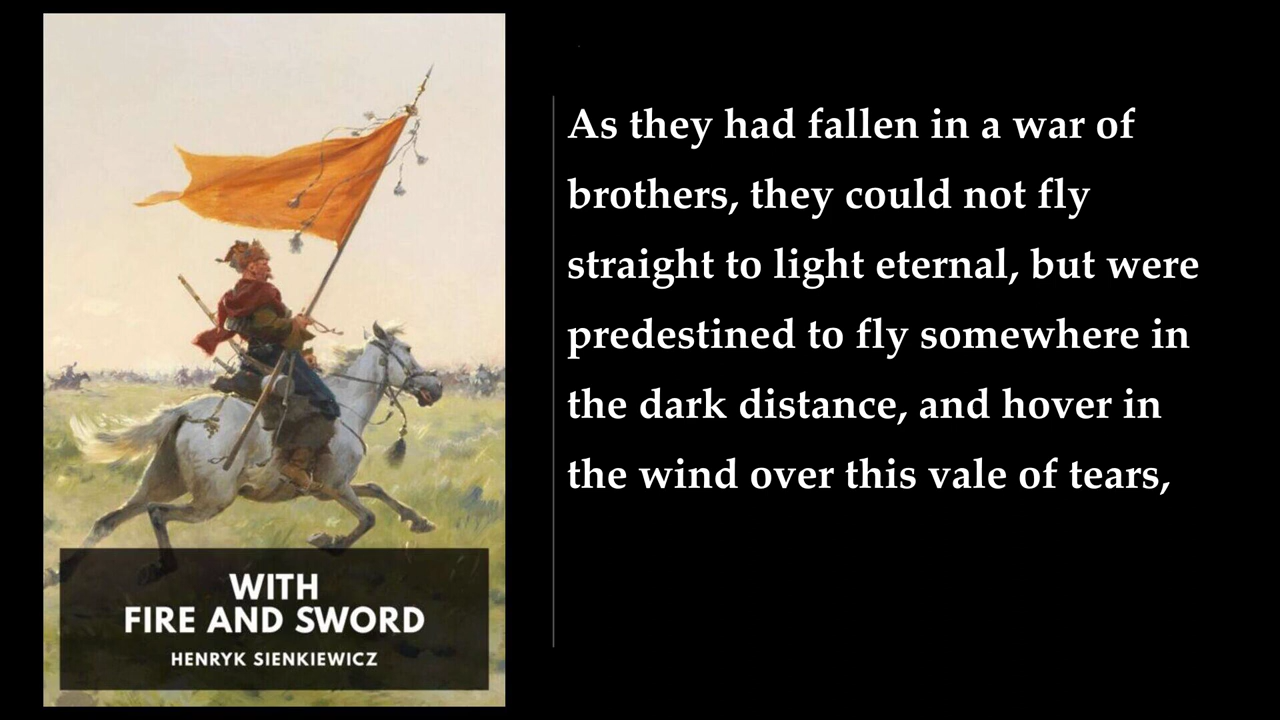 WITH
FIRE AND SWORD
HENRYK SIENKIEWICZ
As they had fallen in a war of
brothers, they could not fly
straight to light eternal, but were
predestined to fly somewhere in
the dark distance, and hover in
the wind over this vale of tears,